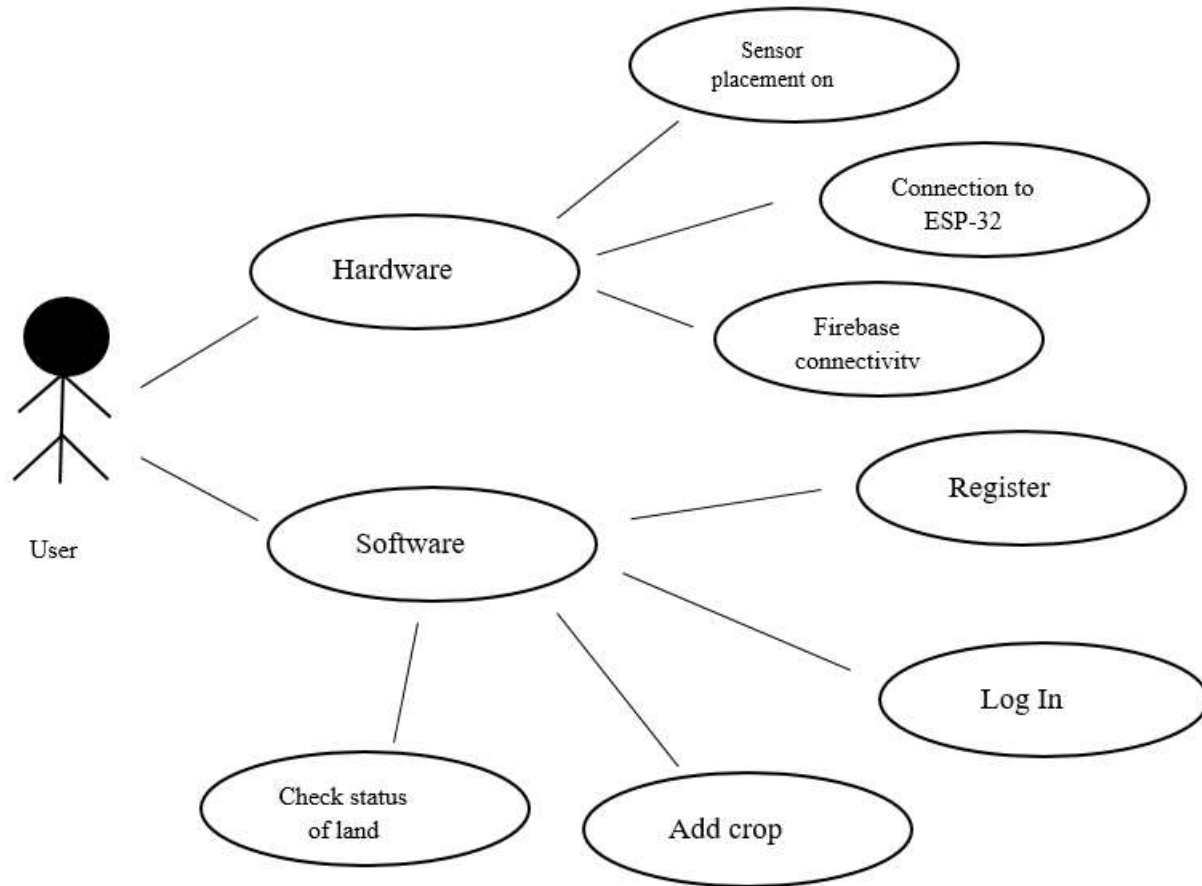 Sensor
placement on
Connection to
ESP-32
Hardware
Firebase
connectivity
Register
User
Software
Log In
Check status
of land
Add crop